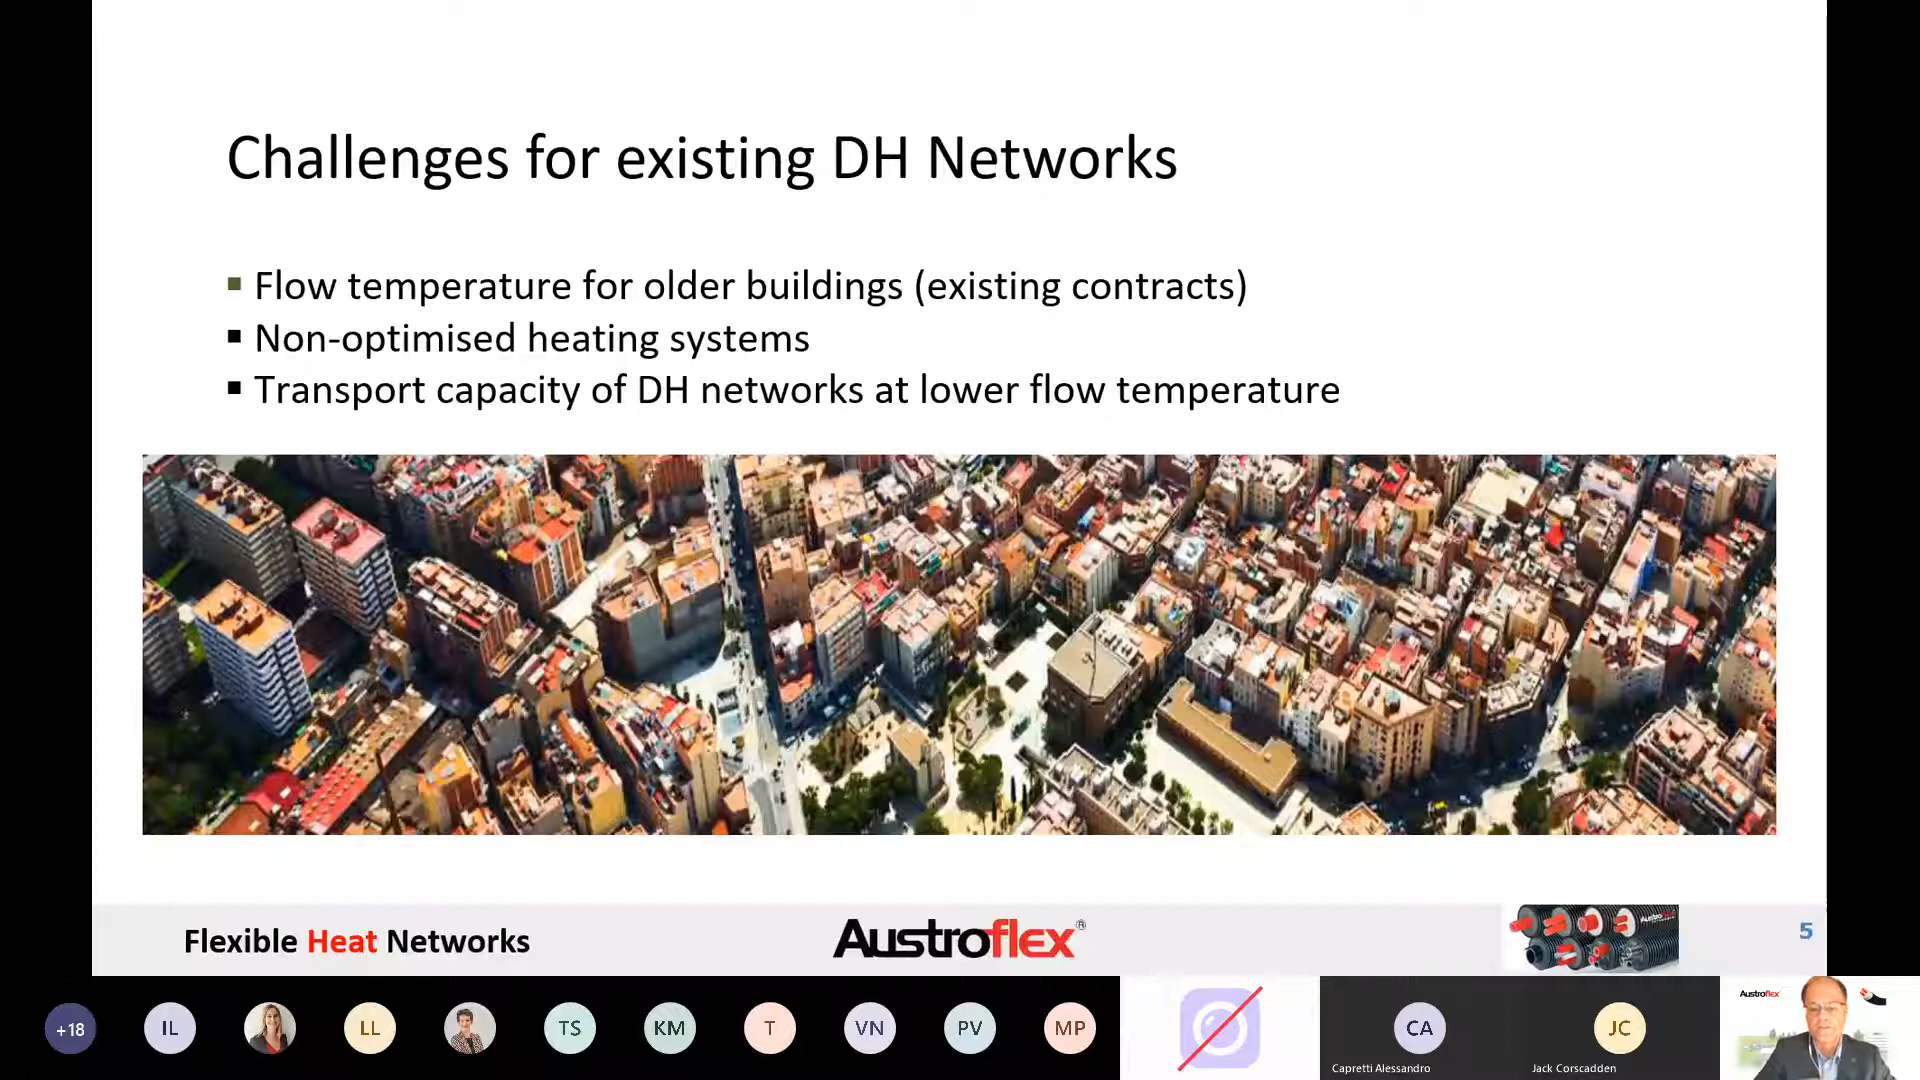 Challenges for existing DH Networks
▪ Flow temperature for older buildings (existing contracts)
▪ Non-optimised heating systems
▪ Transport capacity of DH networks at lower flow temperature
Flexible Heat Networks
Austroflex®
5
+18
IL
LL
TS
KM
T
VN
PV
MP
CA
Capretti Alessandro
JC
Jack Corscadden
Austroflex